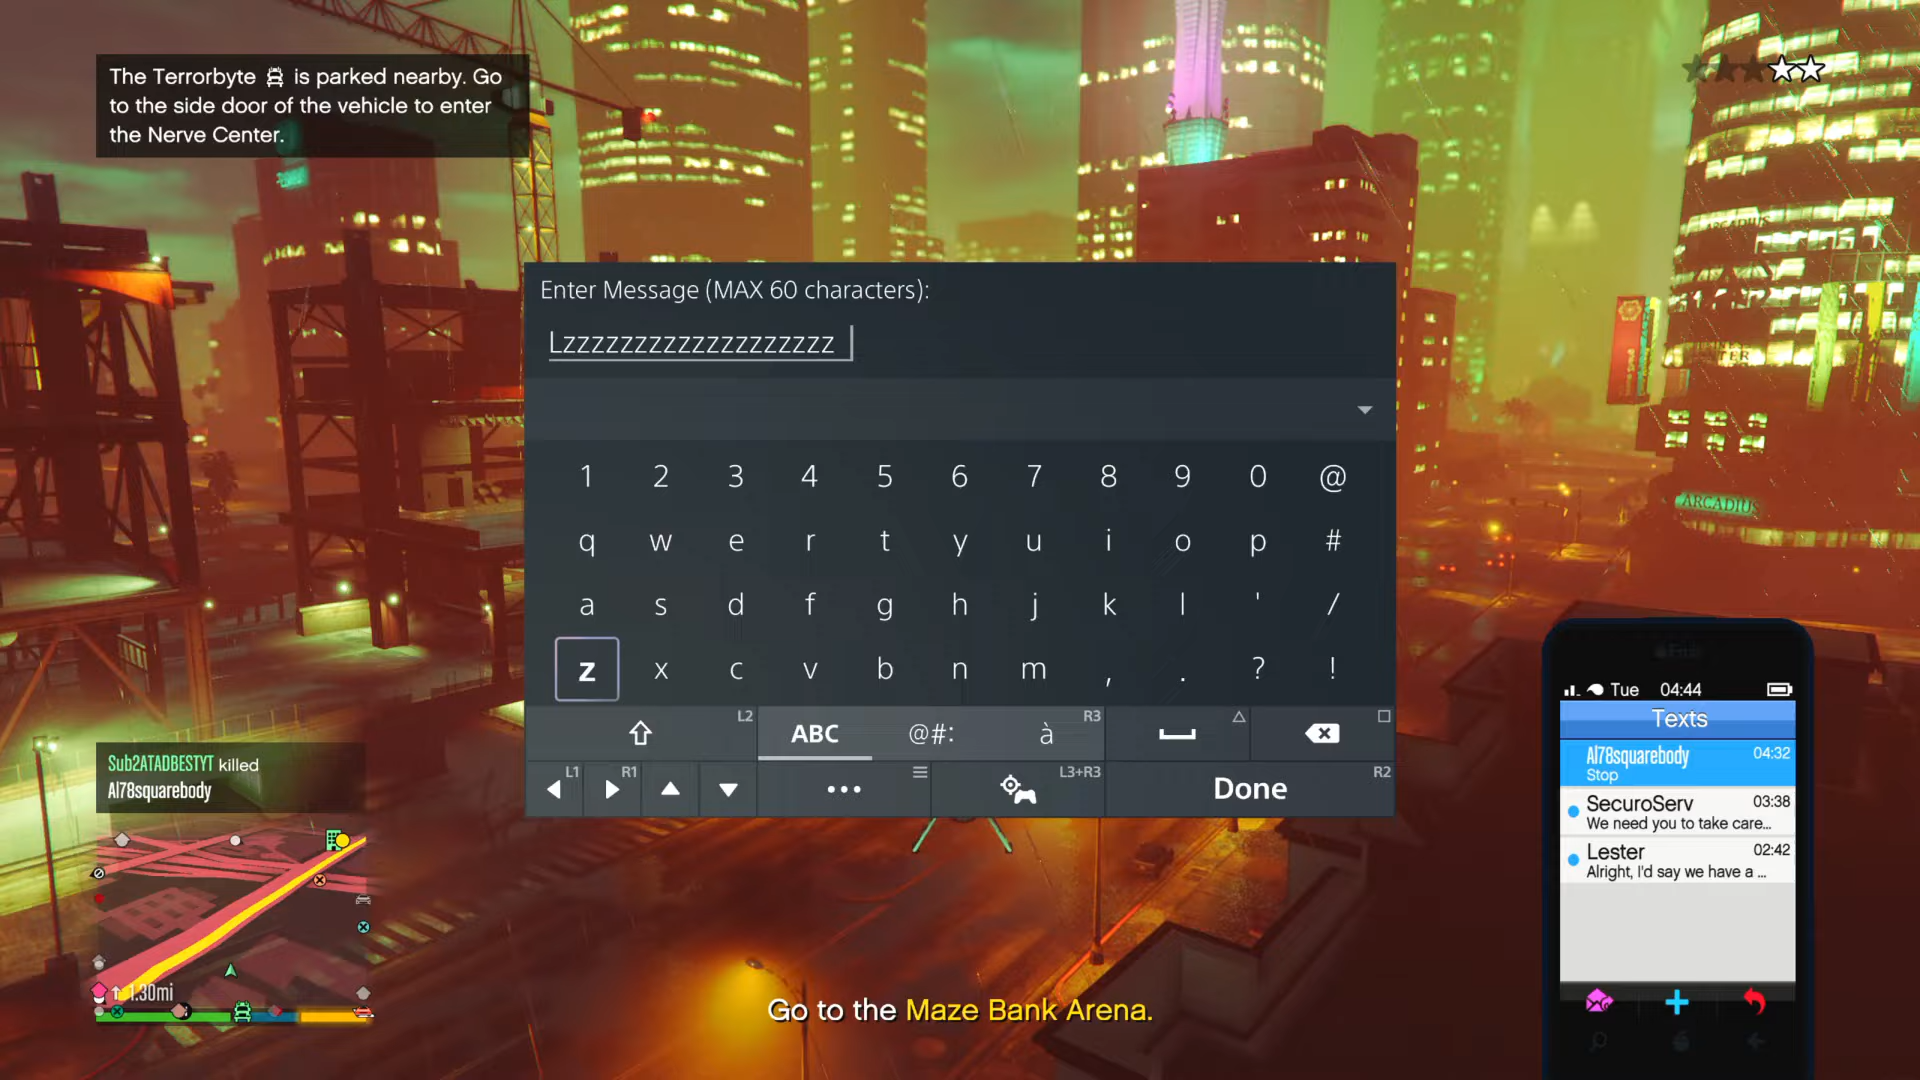 The Terrorbyte is parked nearby. Go
to the side door of the vehicle to enter
the Nerve Center.
Enter Message (MAX 60 characters):
Lzzzzzzzzzzzzzzzzzzz
1 2 3 4 5 6 7 8 9 0 @
q w e r t y u i o p #
a s d f g h j k l ' /
z x c v b n m , . ? !
L2 ABC @#: à R3
L1 R1 ••• L3+R3 Done R2
Sub2ATADBESTYT killed
Al78squarebody
1.30mi
Go to the Maze Bank Arena.
ARCADIUS
Tue 04:44
Texts
Al78squarebody 04:32
Stop
SecuroServ 03:38
We need you to take care...
Lester 02:42
Alright, I'd say we have a ...